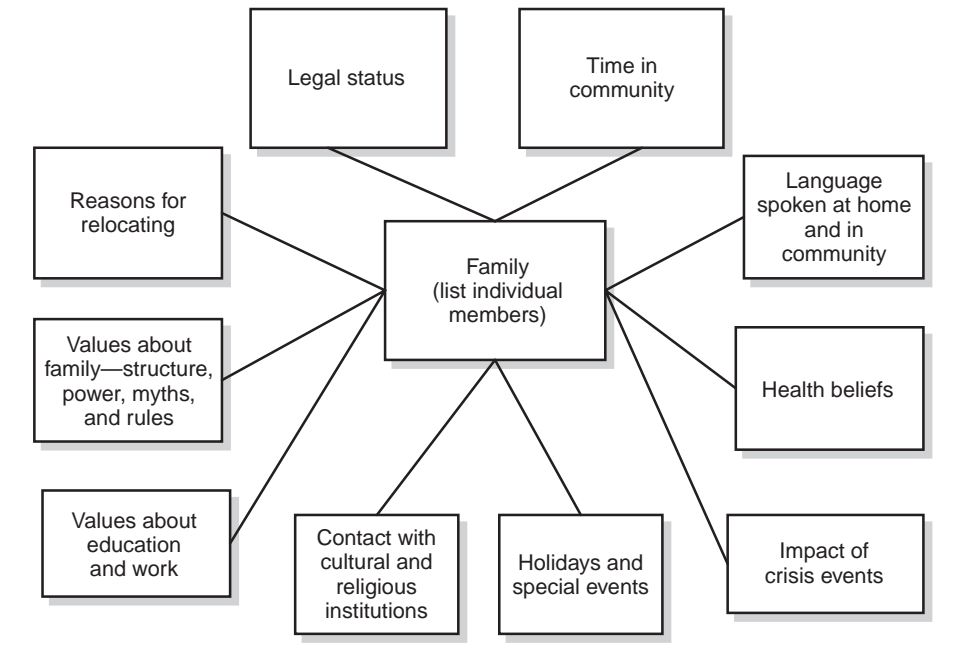 Legal status
Time in
community
Reasons for
relocating
Language
spoken at home
and in
community
Family
(list individual
members)
Values about
family—structure,
power, myths,
and rules
Health beliefs
Values about
education
and work
Contact with
cultural and
religious
institutions
Holidays and
special events
Impact of
crisis events